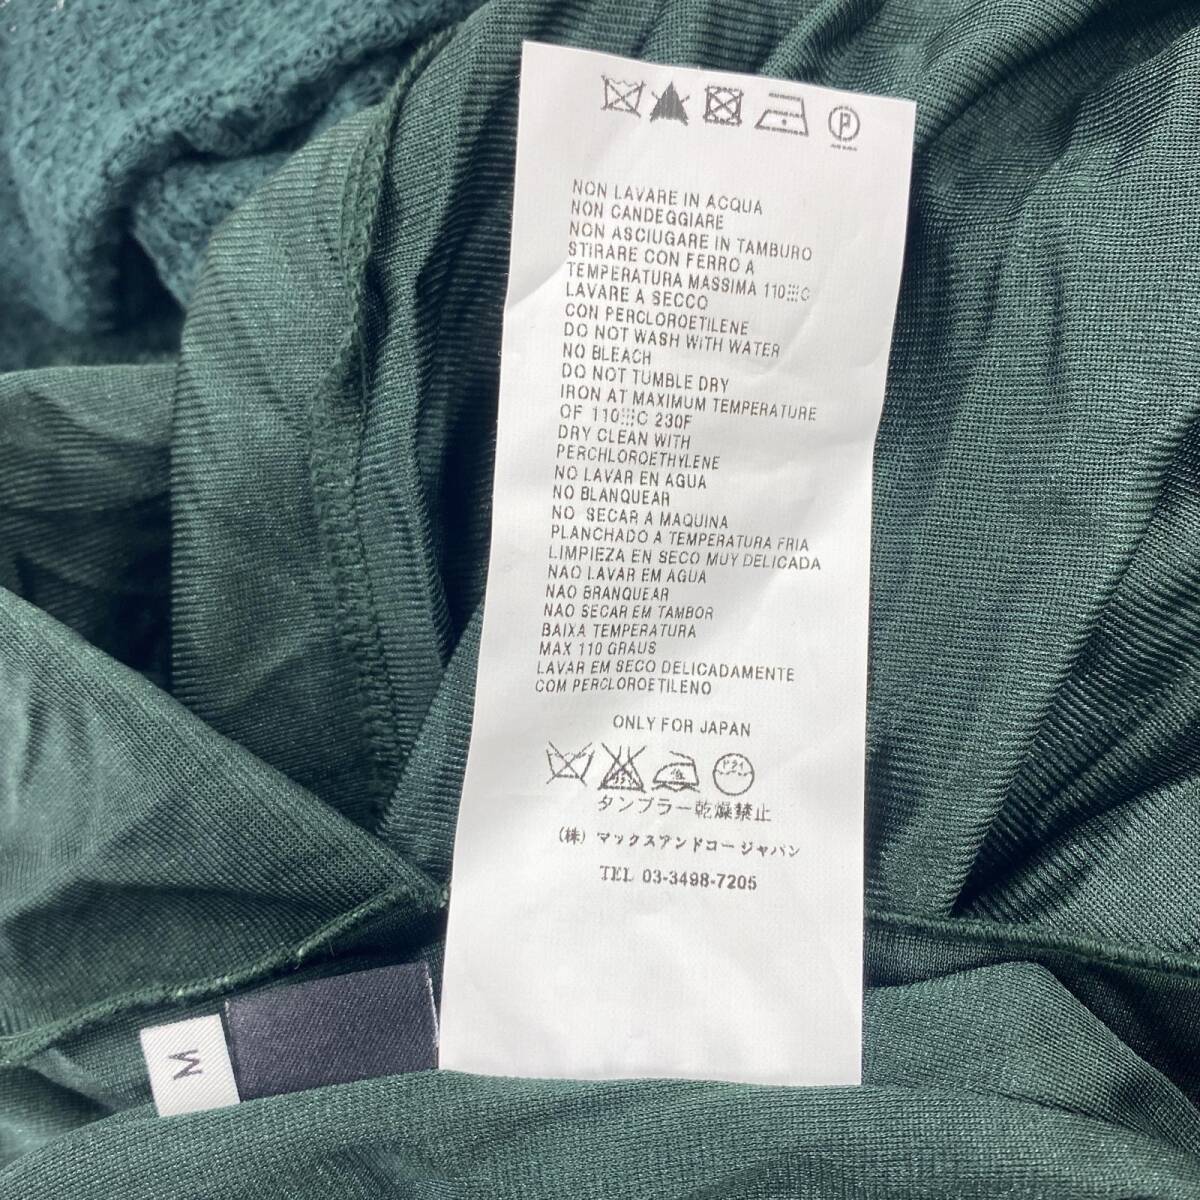 P
NON LAVARE IN ACQUA
NON CANDEGGIARE
NON ASCIUGARE IN TAMBURO
STIRARE CON FERRO A
TEMPERATURA MASSIMA 110 C
LAVARE A SECCO
CON PERCLOROETILENE
DO NOT WASH WITH WATER
NO BLEACH
DO NOT TUMBLE DRY
IRON AT MAXIMUM TEMPERATURE
OF 110 C 230F
DRY CLEAN WITH
PERCHLOROETHYLENE
NO LAVAR EN AGUA
NO BLANQUEAR
NO SECAR A MAQUINA
PLANCHADO A TEMPERATURA FRIA
LIMPIEZA EN SECO MUY DELICADA
NAO LAVAR EM AGUA
NAO BRANQUEAR
NAO SECAR EM TAMBOR
BAIXA TEMPERATURA
MAX 110 GRAUS
LAVAR EM SECO DELICADAMENTE
COM PERCLOROETILENO
ONLY FOR JAPAN
低 ドライ
タンブラー乾燥禁止
(株) マックスアンドコー ジャパン
TEL 03-3498-7205
M